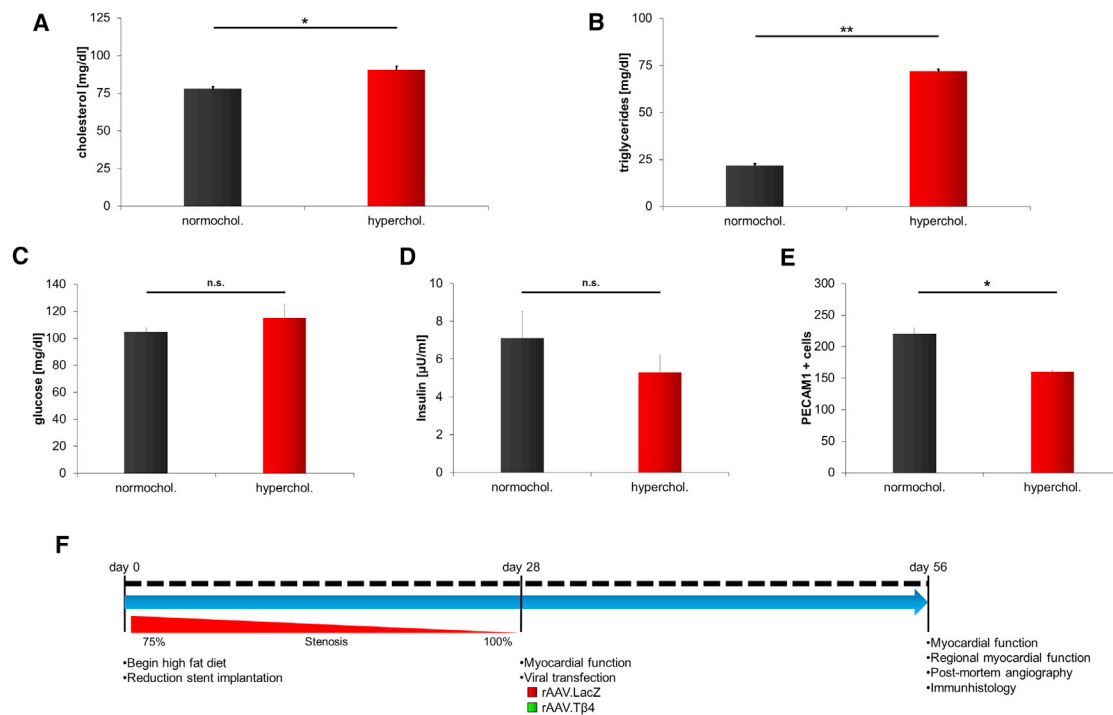 A
cholesterol [mg/dl]
125
100
75
50
25
0
*
normochol. hyperchol.
B
triglycerides [mg/dl]
100
75
50
25
0
**
normochol. hyperchol.
C
glucose [mg/dl]
140
120
100
80
60
40
20
0
n.s.
normochol. hyperchol.
D
Insulin [µU/ml]
10
8
6
4
2
0
n.s.
normochol. hyperchol.
E
PECAM1 + cells
300
250
200
150
100
50
0
*
normochol. hyperchol.
F
day 0 day 28 day 56
75% Stenosis 100%
•Begin high fat diet
•Reduction stent implantation
•Myocardial function
•Viral transfection
rAAV.LacZ
rAAV.Tβ4
•Myocardial function
•Regional myocardial function
•Post-mortem angiography
•Immunhistology